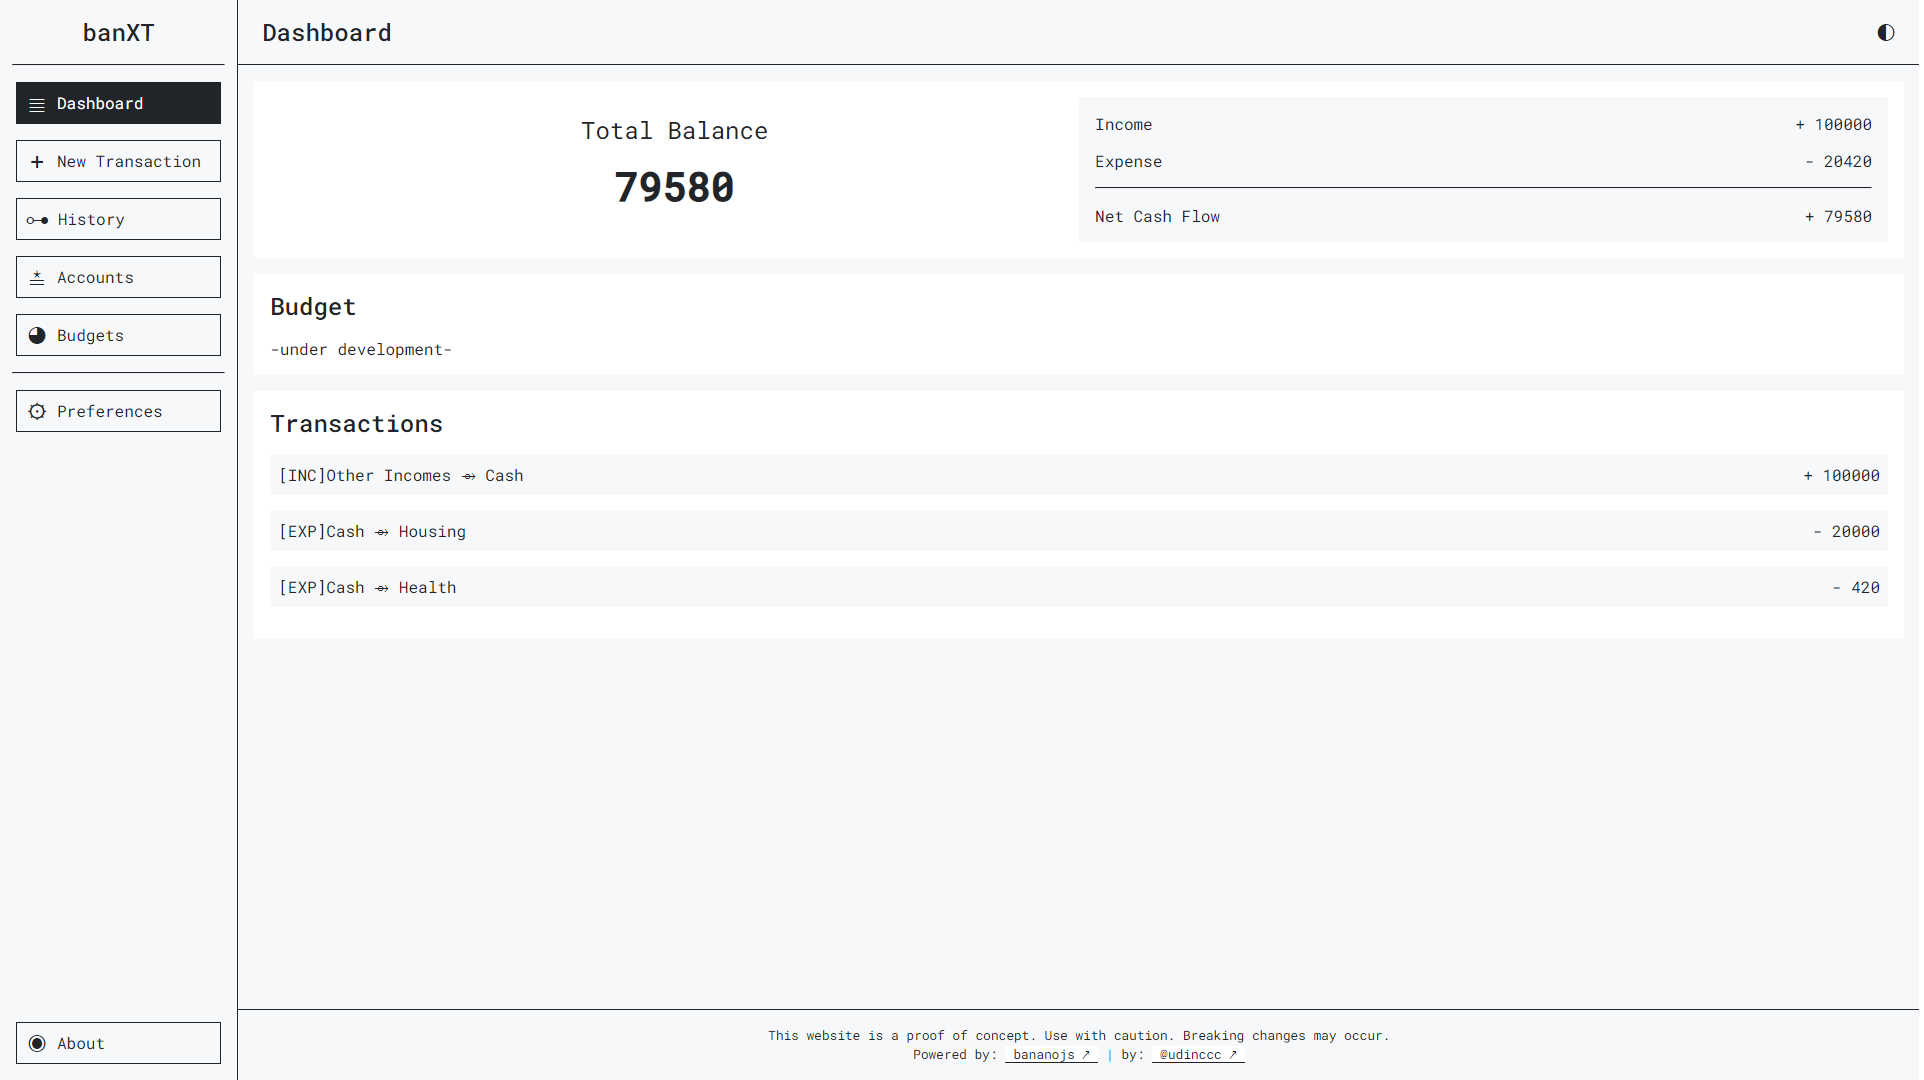 banXT
Dashboard
New Transaction
History
Accounts
Budgets
Preferences
About
Dashboard
Total Balance
79580
Income + 100000
Expense - 20420
Net Cash Flow + 79580
Budget
-under development-
Transactions
[INC]Other Incomes ⇴ Cash + 100000
[EXP]Cash ⇴ Housing - 20000
[EXP]Cash ⇴ Health - 420
This website is a proof of concept. Use with caution. Breaking changes may occur.
Powered by: bananojs ↗ | by: @udinccc ↗